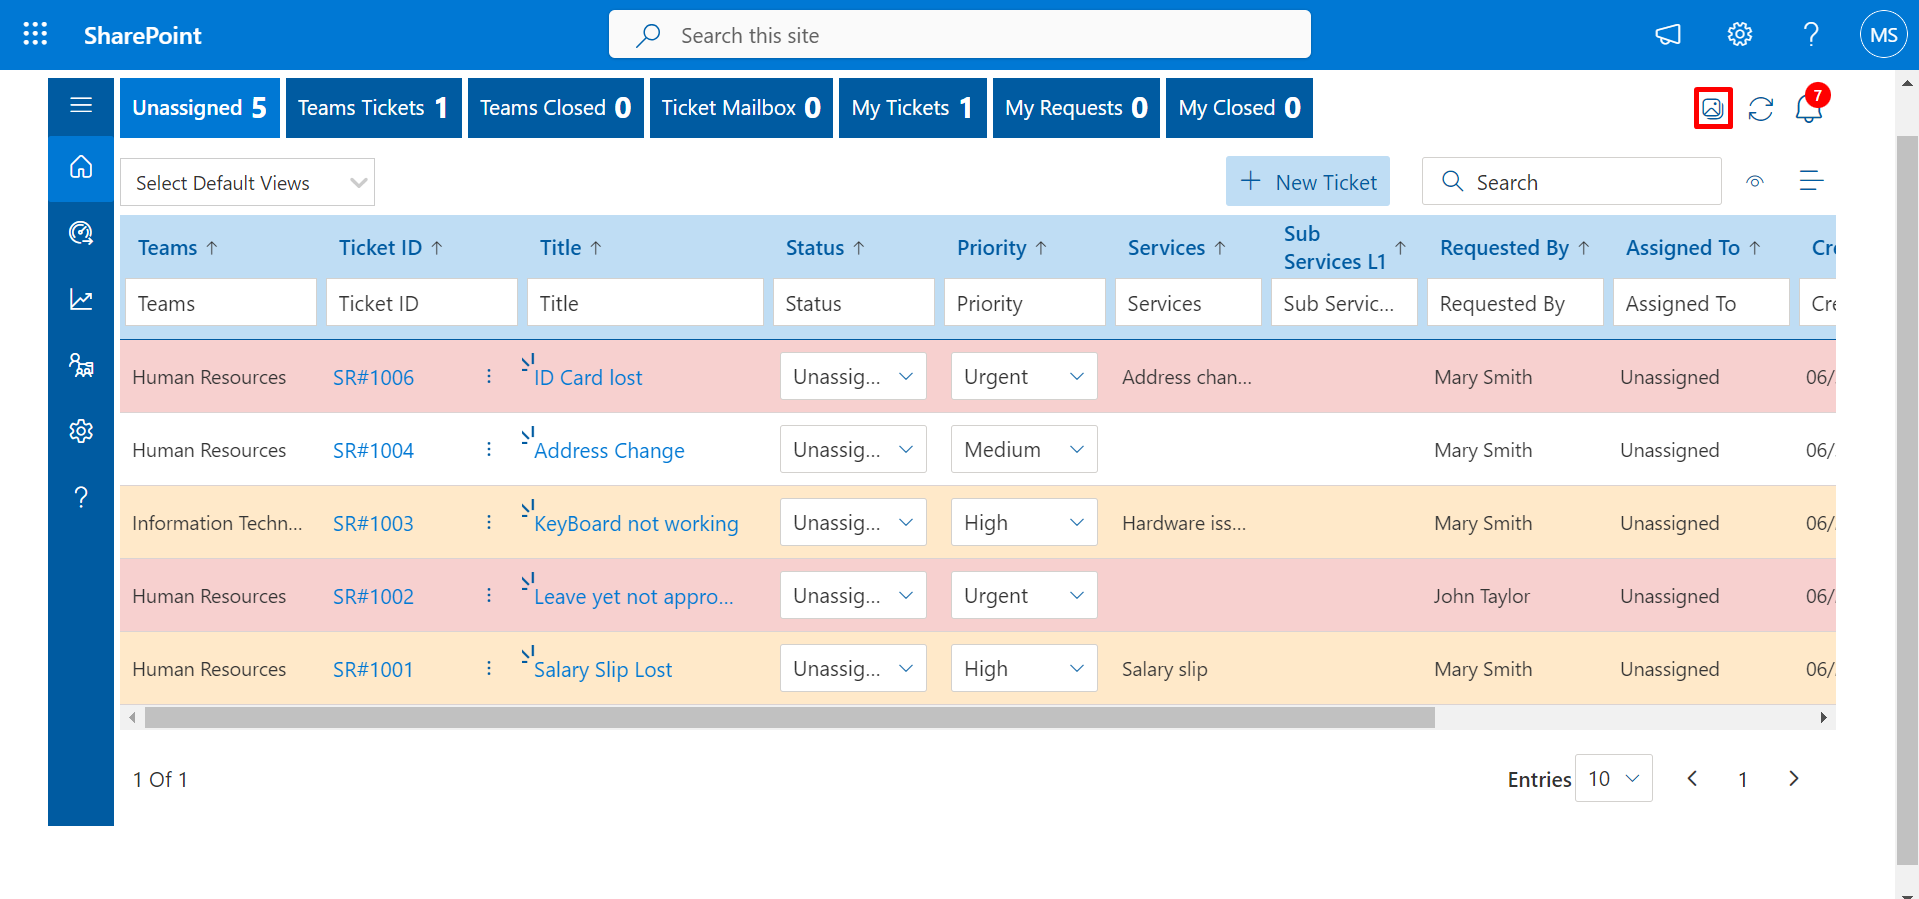 SharePoint
Search this site
MS
Unassigned 5
Teams Tickets 1
Teams Closed 0
Ticket Mailbox 0
My Tickets 1
My Requests 0
My Closed 0
7
Select Default Views
New Ticket
Search
Teams Ticket ID Title Status Priority Services Sub Services L1 Requested By Assigned To Cre
Teams Ticket ID Title Status Priority Services Sub Servic... Requested By Assigned To Cre
Human Resources SR#1006 ID Card lost Unassig... Urgent Address chan... Mary Smith Unassigned 06/
Human Resources SR#1004 Address Change Unassig... Medium Mary Smith Unassigned 06/
Information Techn... SR#1003 KeyBoard not working Unassig... High Hardware iss... Mary Smith Unassigned 06/
Human Resources SR#1002 Leave yet not appro... Unassig... Urgent John Taylor Unassigned 06/
Human Resources SR#1001 Salary Slip Lost Unassig... High Salary slip Mary Smith Unassigned 06/
1 Of 1
Entries 10 1